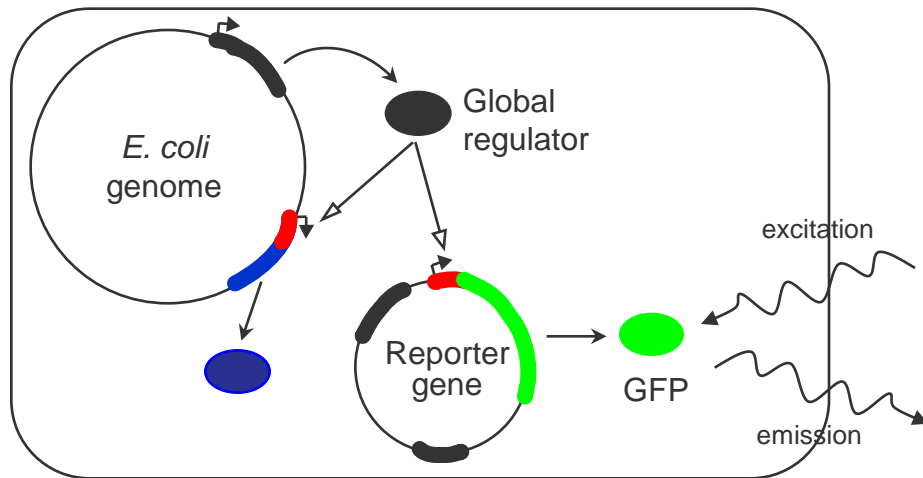 E. coli
genome
Global
regulator
excitation
Reporter
gene
GFP
emission